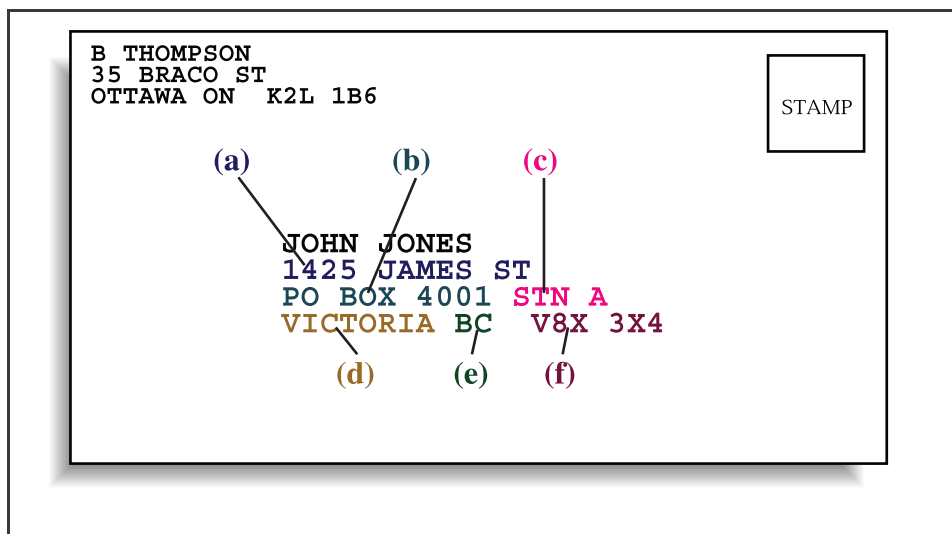 B THOMPSON
35 BRACO ST
OTTAWA ON  K2L 1B6
STAMP
(a) (b) (c)
JOHN JONES
1425 JAMES ST
PO BOX 4001 STN A
VICTORIA BC  V8X 3X4
(d) (e) (f)